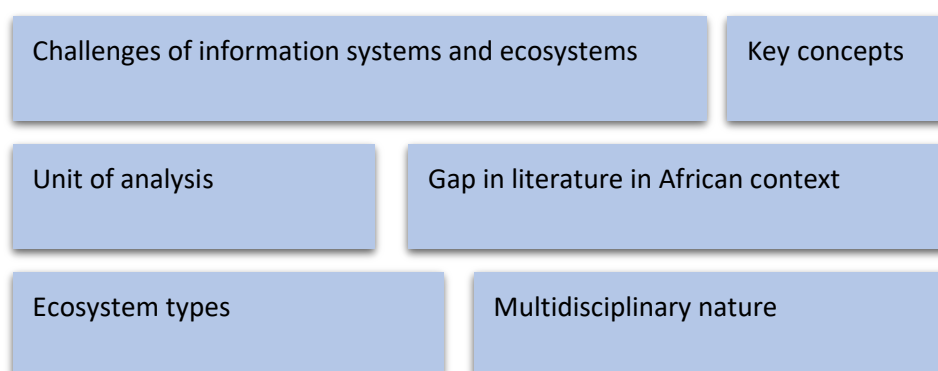 Challenges of information systems and ecosystems
Key concepts
Unit of analysis
Gap in literature in African context
Ecosystem types
Multidisciplinary nature